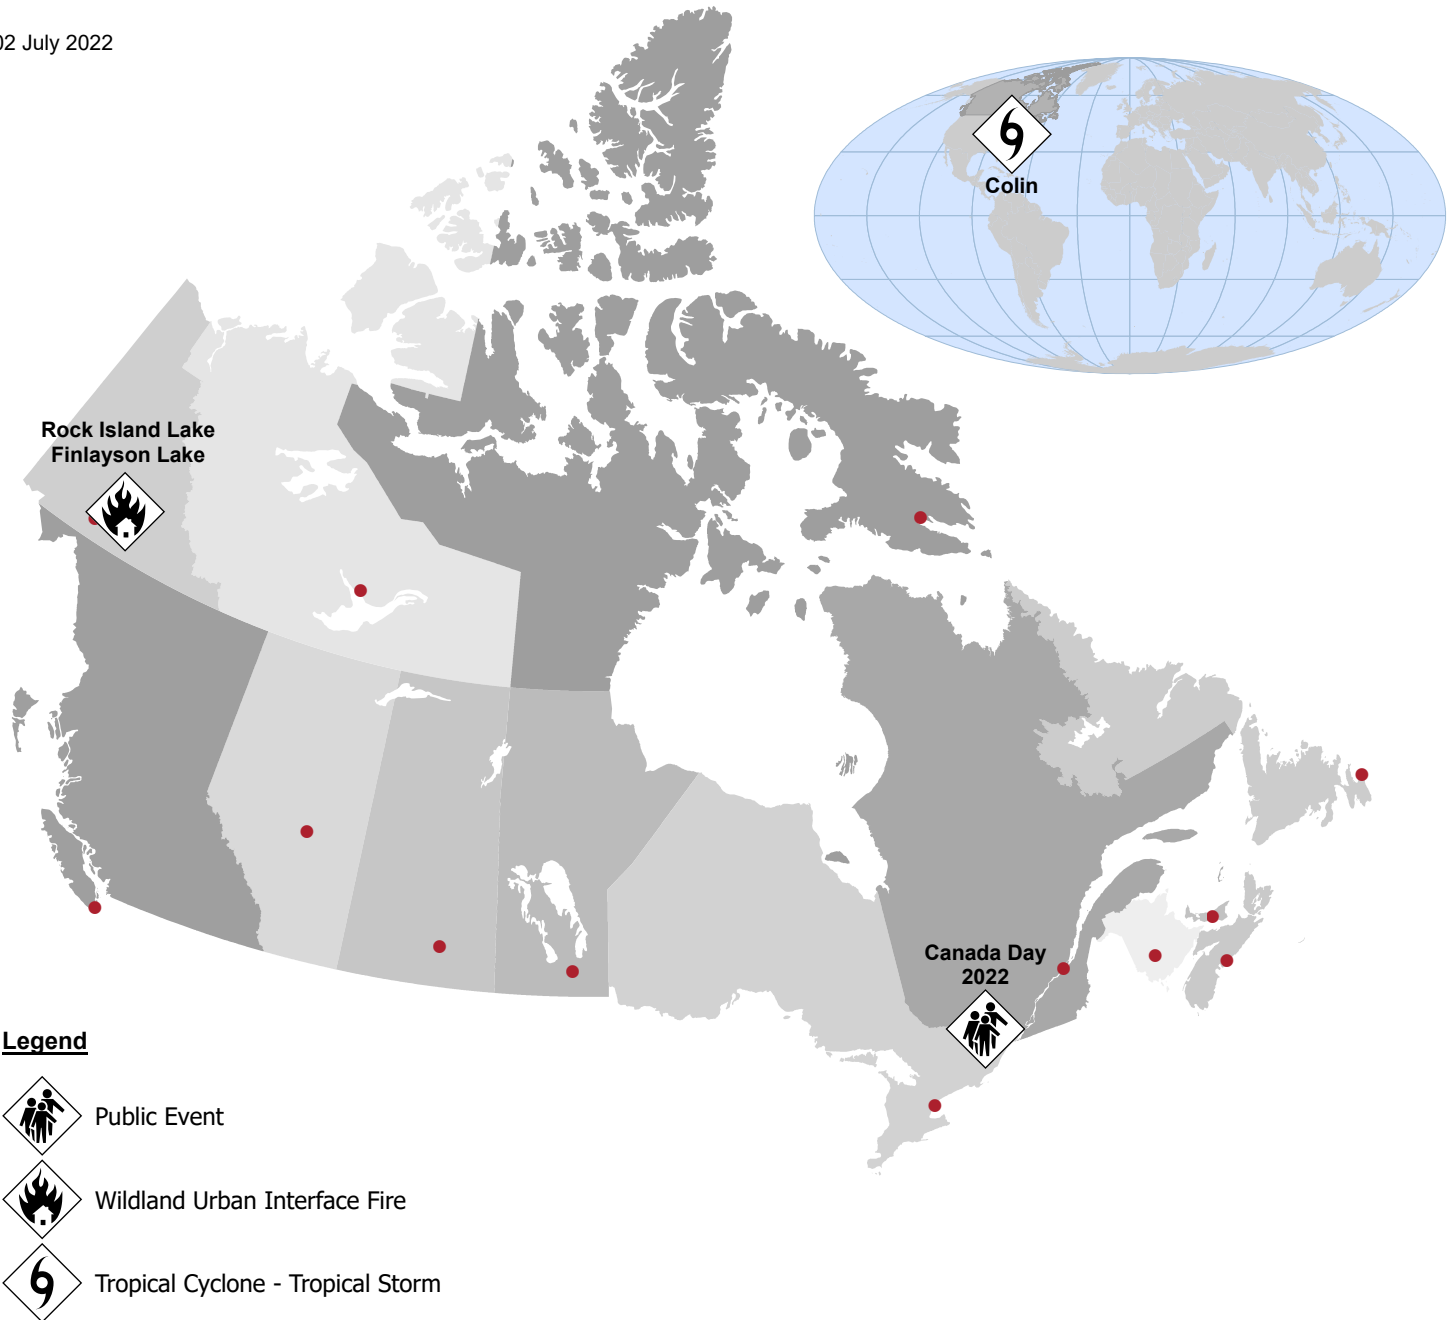 02 July 2022
Colin
Rock Island Lake
Finlayson Lake
Canada Day
2022
Legend
Public Event
Wildland Urban Interface Fire
Tropical Cyclone - Tropical Storm